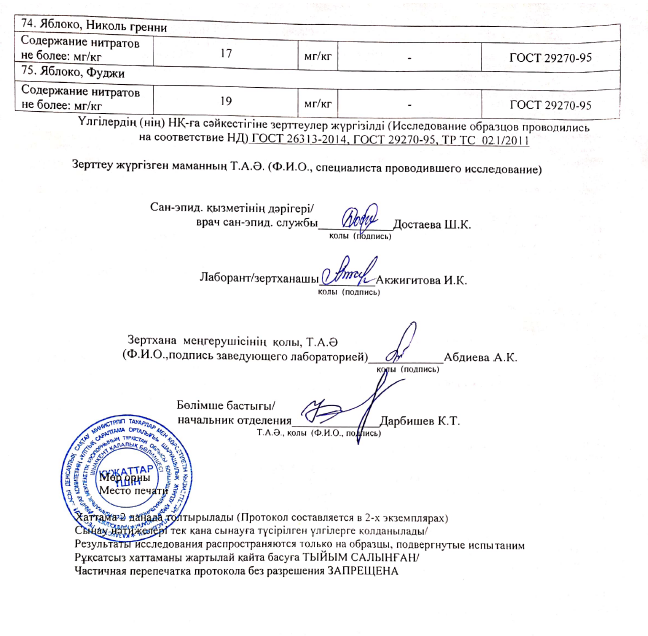 74. Яблоко, Николь гренни
Содержание нитратов 17 мг/кг - ГОСТ 29270-95
не более: мг/кг
75. Яблоко, Фуджи
Содержание нитратов 19 мг/кг - ГОСТ 29270-95
не более: мг/кг
Үлгілердің (нің) НҚ-ға сәйкестігіне зерттеулер жүргізілді (Исследование образцов проводились
на соответствие НД) ГОСТ 26313-2014, ГОСТ 29270-95, ТР ТС 021/2011
Зерттеу жүргізген маманның Т.А.Ә. (Ф.И.О., специалиста проводившего исследование)
Сан-эпид. қызметінің дәрігері/
врач сан-эпид. службы Достаева Ш.К.
колы (подпись)
Лаборант/зертханашы Акжигитова И.К.
колы (подпись)
Зертхана меңгерушісінің қолы, Т.А.Ә
(Ф.И.О.,подпись заведующего лабораторией) Абдиева А.К.
колы (подпись)
Бөлімше бастығы/
начальник отделения Дарбишев К.Т.
Т.А.Ә., колы (Ф.И.О., подпись)
ҚҰЖАТТАР
ҮШІН
Мөр орны
Место печати
Хаттама 2 данада толтырылады (Протокол составляется в 2-х экземплярах)
Сынау нәтижелері тек қана сынауға түсірілген үлгілерге қолданылады/
Результаты исследования распространяются только на образцы, подвергнутые испытаним
Рұқсатсыз хаттаманы жартылай қайта басуға ТЫЙЫМ САЛЫНҒАН/
Частичная перепечатка протокола без разрешения ЗАПРЕЩЕНА